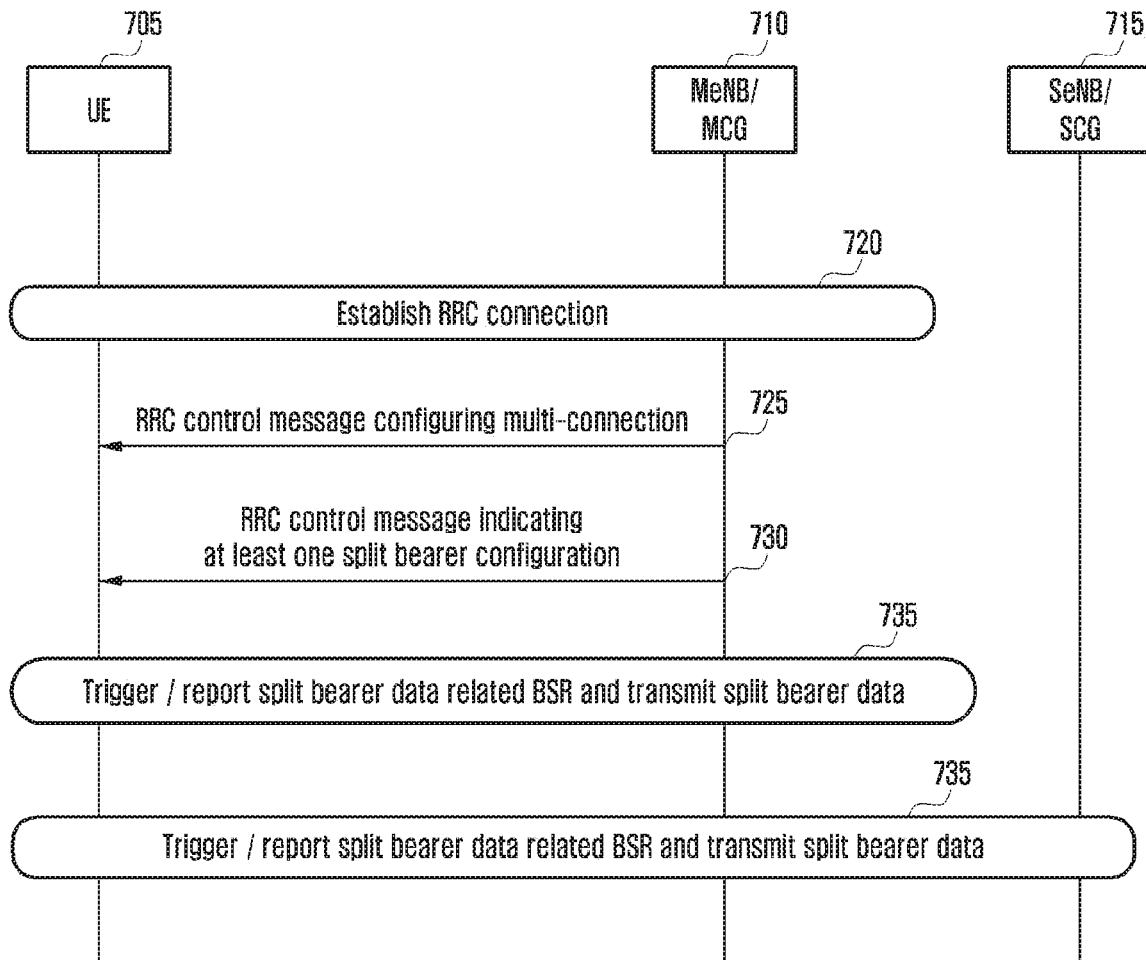 705
710
715
UE
MeNB/
MCG
SeNB/
SCG
720
Establish RRC connection
RRC control message configuring multi-connection
725
RRC control message indicating
at least one split bearer configuration
730
735
Trigger / report split bearer data related BSR and transmit split bearer data
735
Trigger / report split bearer data related BSR and transmit split bearer data